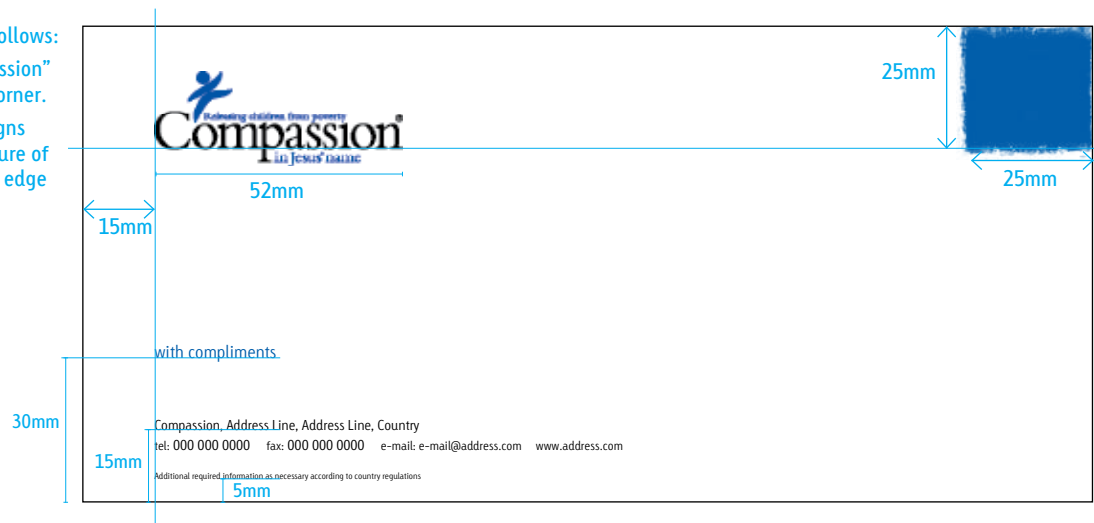 ollows:
ssion”
orner.
gns
ure of
edge
25mm
Releasing children from poverty
Compassion®
in Jesus' name
52mm
25mm
15mm
with compliments
30mm
Compassion, Address Line, Address Line, Country
tel: 000 000 0000 fax: 000 000 0000 e-mail: e-mail@address.com www.address.com
15mm
Additional required information as necessary according to country regulations
5mm